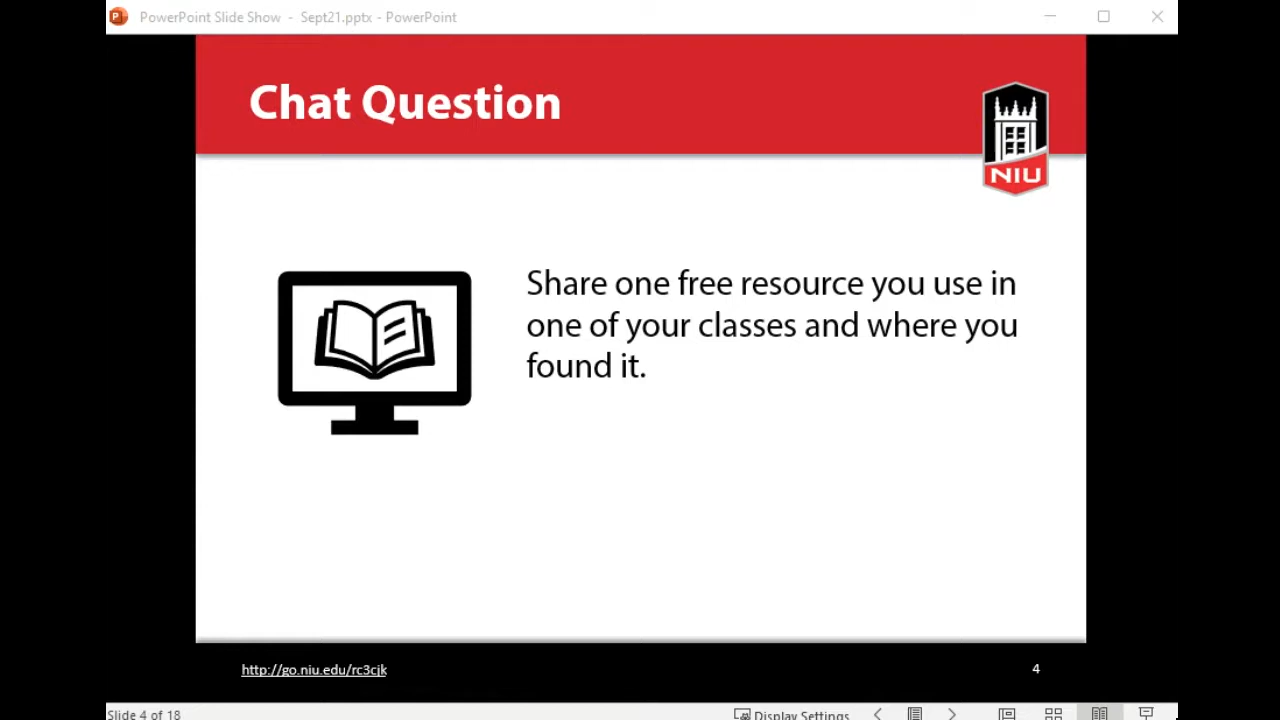 PowerPoint Slide Show - Sept21.pptx - PowerPoint
Chat Question
NIU
Share one free resource you use in
one of your classes and where you
found it.
http://go.niu.edu/rc3cjk
4
Slide 4 of 18
Display Settings